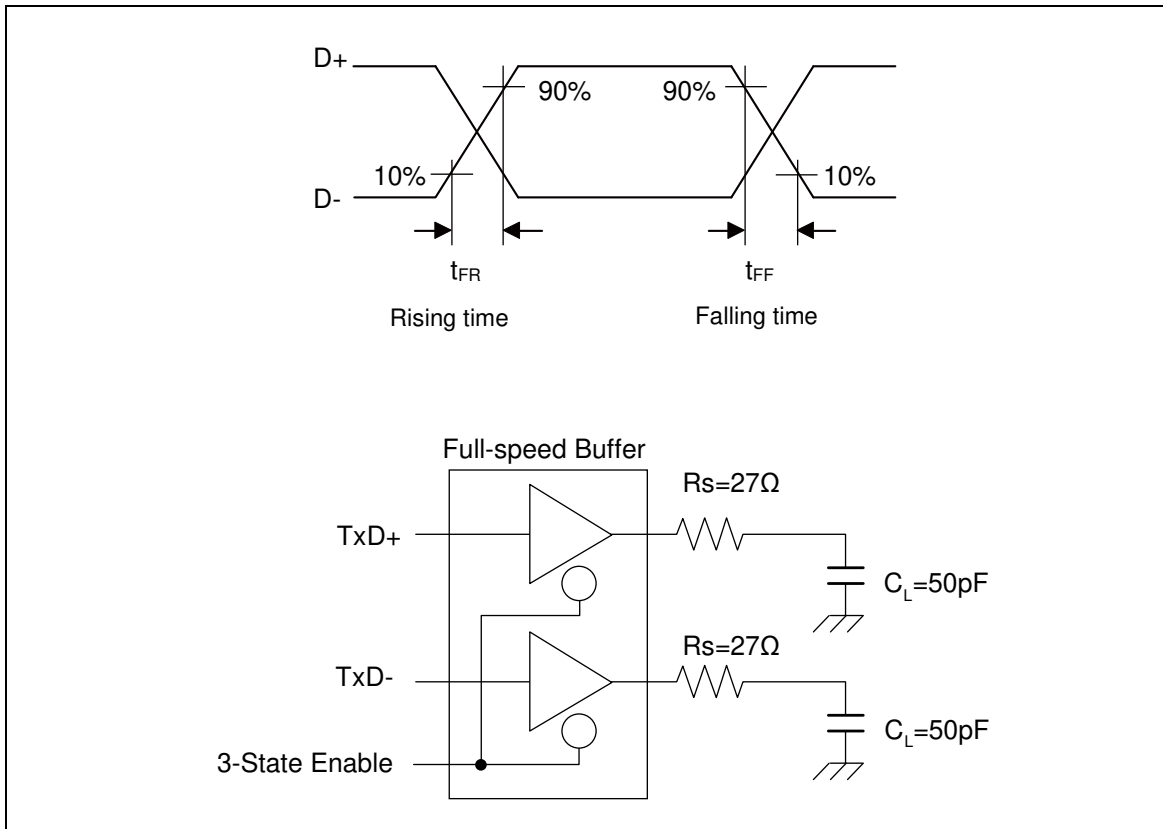 D+
90% 90%
10% 10%
D-
tFR tFF
Rising time Falling time
Full-speed Buffer
Rs=27Ω
TxD+
CL=50pF
Rs=27Ω
TxD-
CL=50pF
3-State Enable